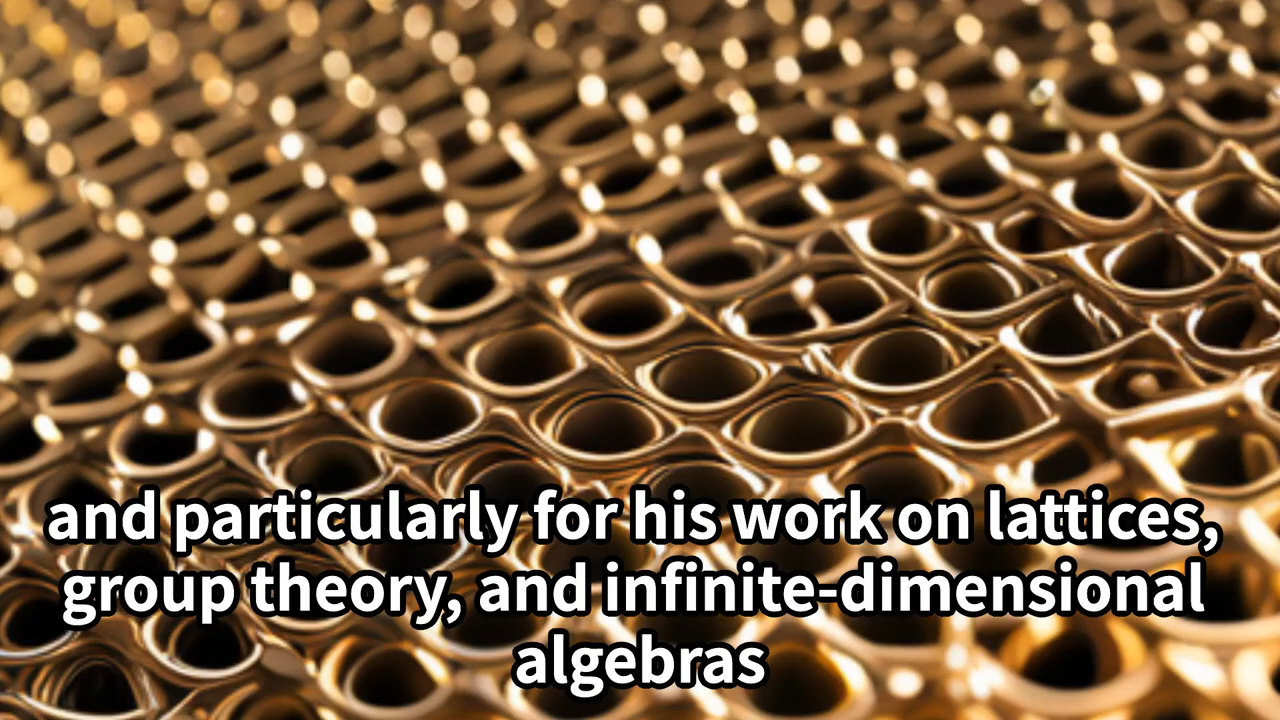 and particularly for his work on lattices,
group theory, and infinite-dimensional
algebras